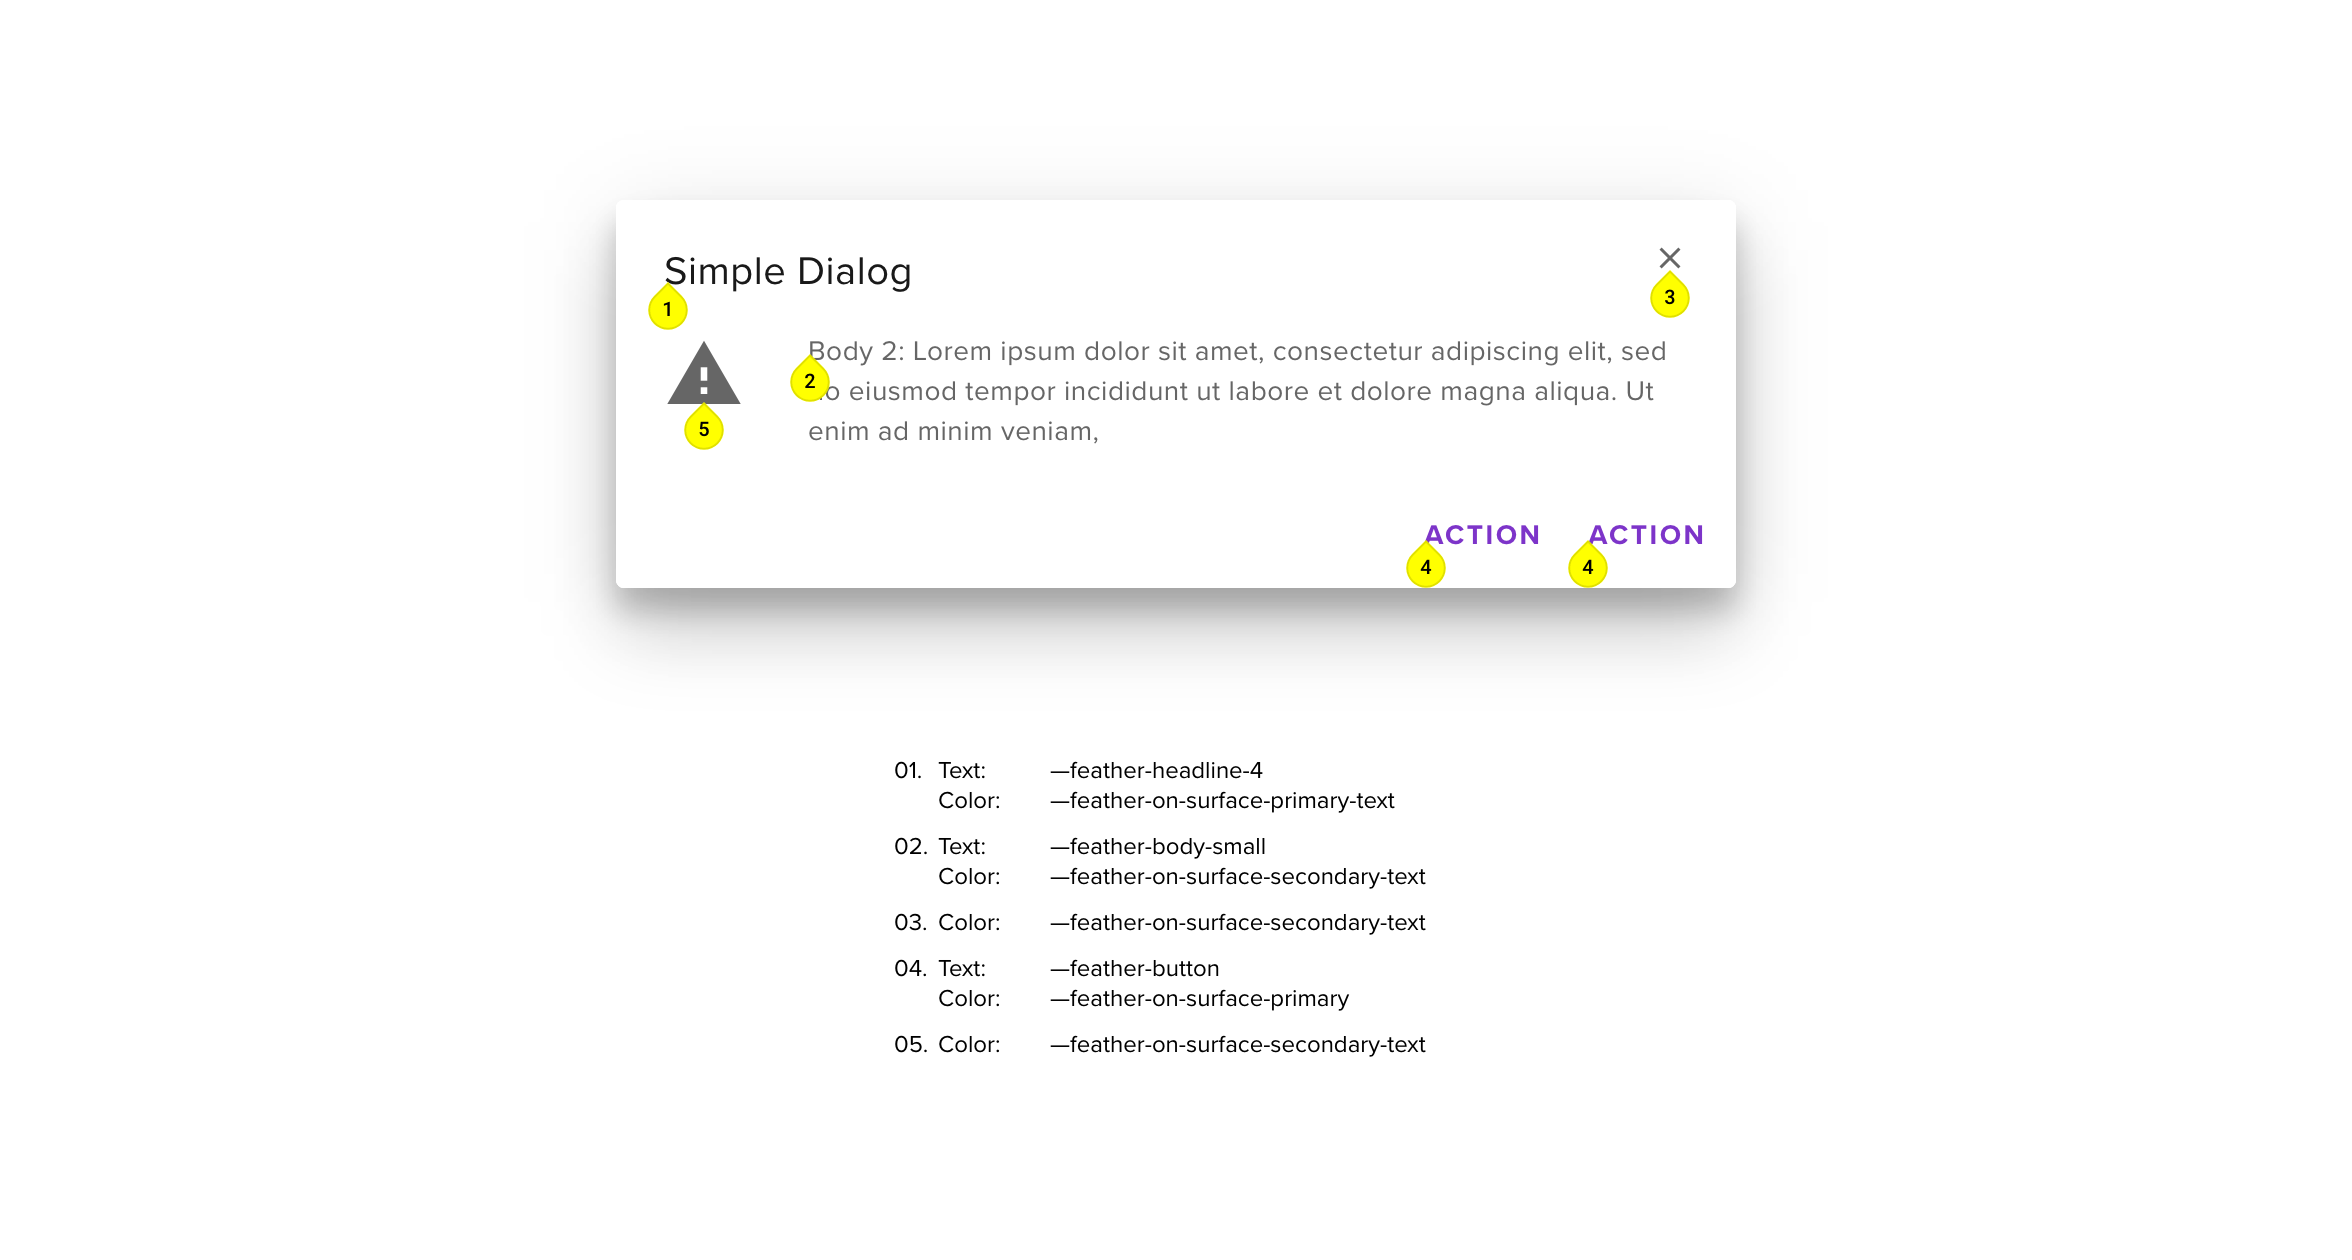 Simple Dialog
1
3
Body 2: Lorem ipsum dolor sit amet, consectetur adipiscing elit, sed
2
eiusmod tempor incididunt ut labore et dolore magna aliqua. Ut
enim ad minim veniam,
5
ACTION ACTION
4 4
01. Text: —feather-headline-4
Color: —feather-on-surface-primary-text
02. Text: —feather-body-small
Color: —feather-on-surface-secondary-text
03. Color: —feather-on-surface-secondary-text
04. Text: —feather-button
Color: —feather-on-surface-primary
05. Color: —feather-on-surface-secondary-text